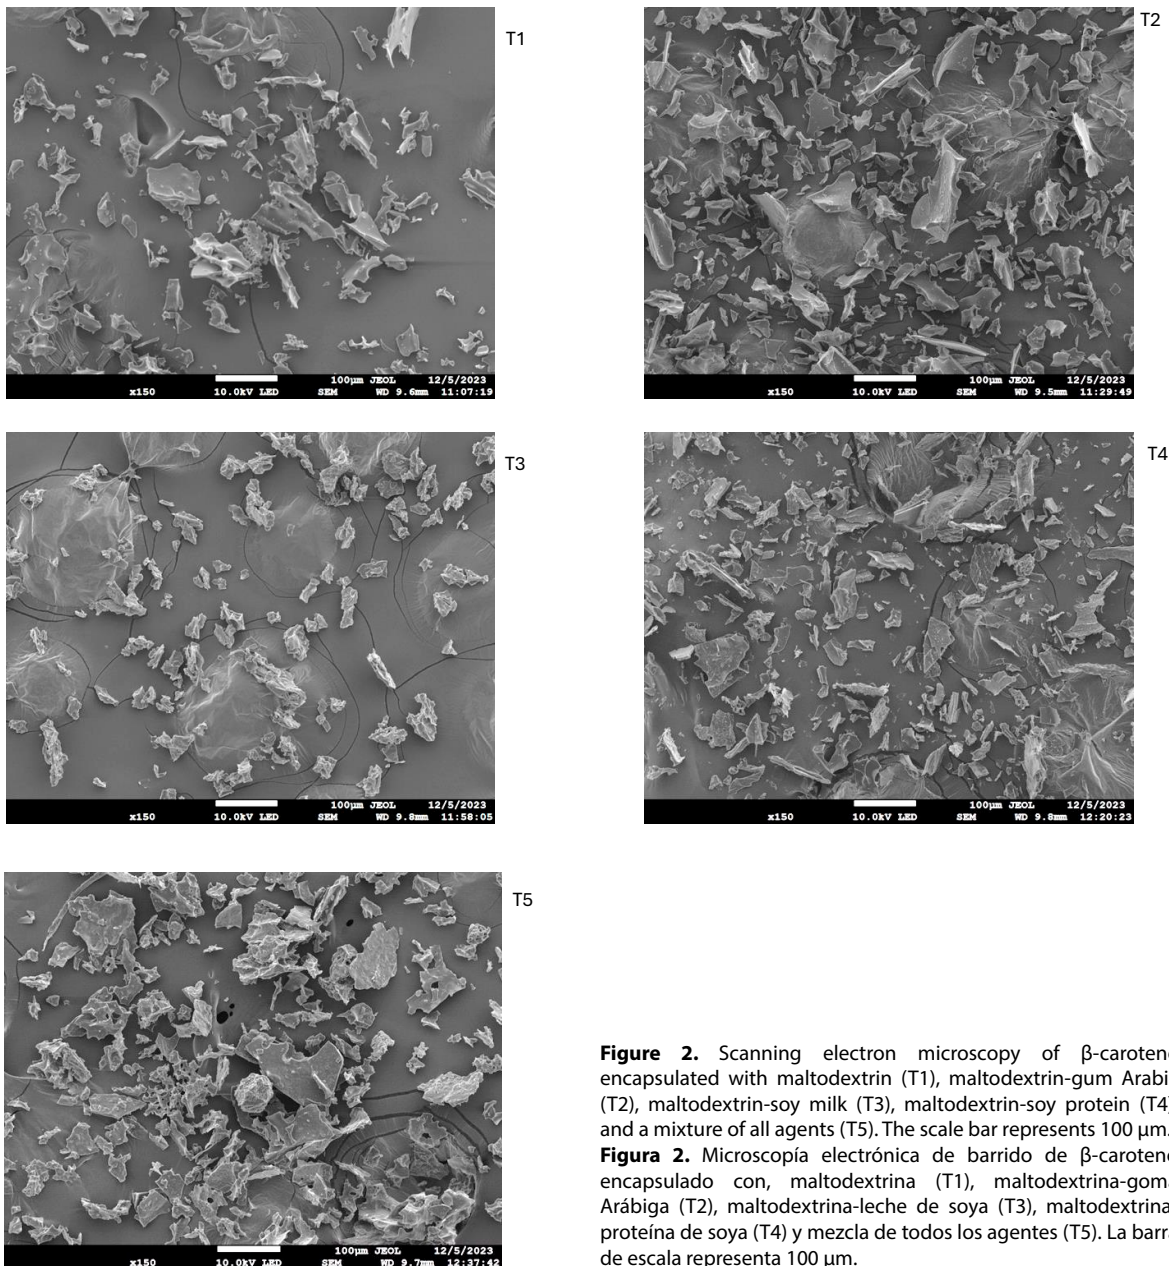 T1
x150 10.0kV LED SEM 100µm JEOL WD 9.6mm 12/5/2023 11:07:19
T2
x150 10.0kV LED SEM 100µm JEOL WD 9.5mm 12/5/2023 11:29:49
T3
x150 10.0kV LED SEM 100µm JEOL WD 9.8mm 12/5/2023 11:58:05
T4
x150 10.0kV LED SEM 100µm JEOL WD 9.8mm 12/5/2023 12:20:23
T5
x150 10.0kV LED SEM 100µm JEOL WD 9.7mm 12/5/2023 12:37:42
Figure 2. Scanning electron microscopy of β-carotene
encapsulated with maltodextrin (T1), maltodextrin-gum Arabi
(T2), maltodextrin-soy milk (T3), maltodextrin-soy protein (T4)
and a mixture of all agents (T5). The scale bar represents 100 µm.
Figura 2. Microscopía electrónica de barrido de β-caroteno
encapsulado con, maltodextrina (T1), maltodextrina-goma
Arábiga (T2), maltodextrina-leche de soya (T3), maltodextrina-
proteína de soya (T4) y mezcla de todos los agentes (T5). La barra
de escala representa 100 µm.